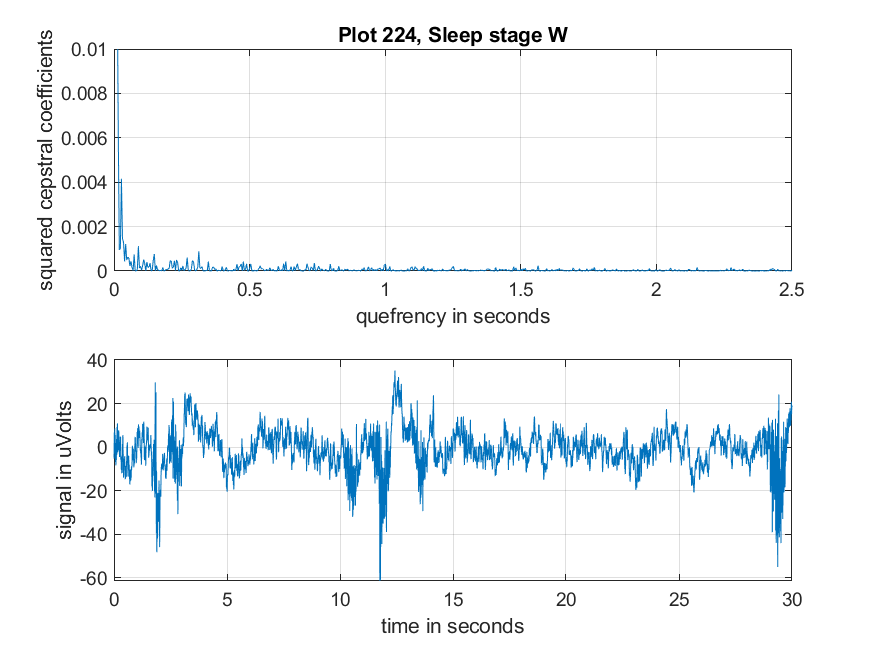 Plot 224, Sleep stage W
squared cepstral coefficients
0.01
0.008
0.006
0.004
0.002
0
0 0.5 1 1.5 2 2.5
quefrency in seconds
signal in uVolts
40
20
0
-20
-40
-60
0 5 10 15 20 25 30
time in seconds